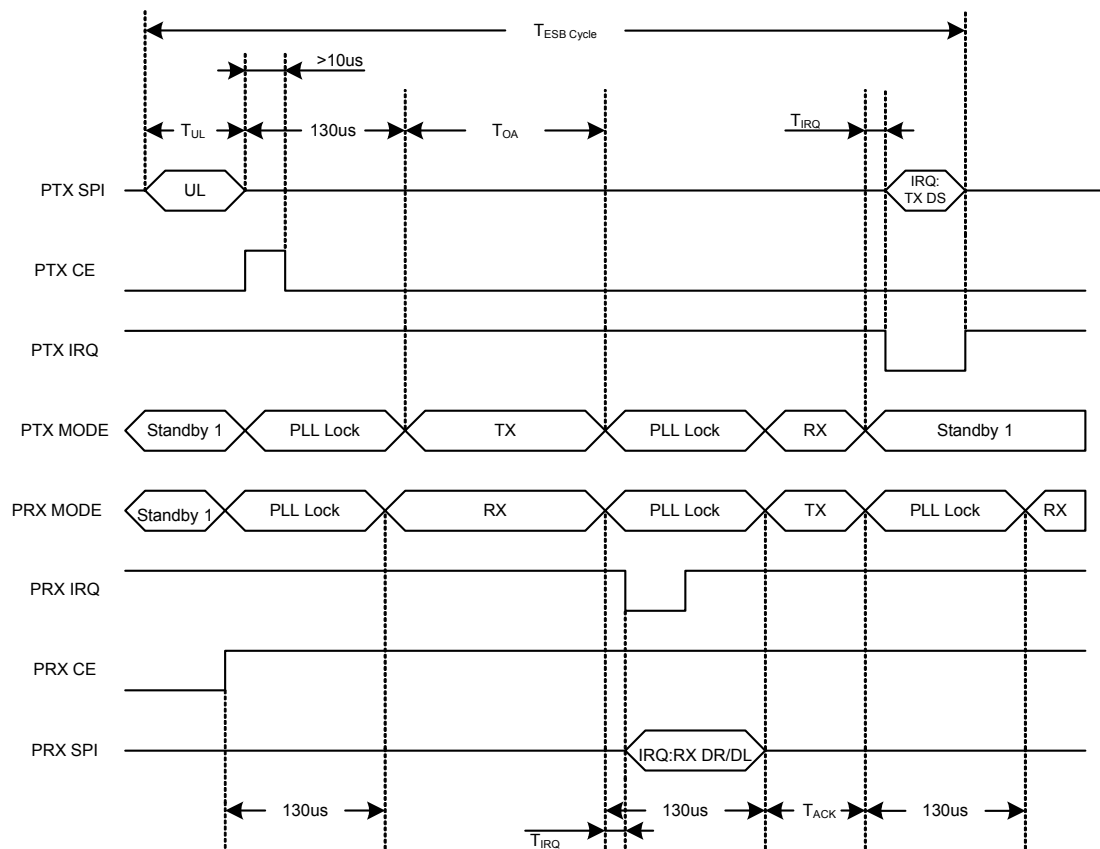 TESB Cycle
>10us
TUL
130us
TOA
TIRQ
PTX SPI
UL
IRQ:
TX DS
PTX CE
PTX IRQ
PTX MODE
Standby 1
PLL Lock
TX
PLL Lock
RX
Standby 1
PRX MODE
Standby 1
PLL Lock
RX
PLL Lock
TX
PLL Lock
RX
PRX IRQ
PRX CE
PRX SPI
IRQ:RX DR/DL
130us
130us
TACK
130us
TIRQ